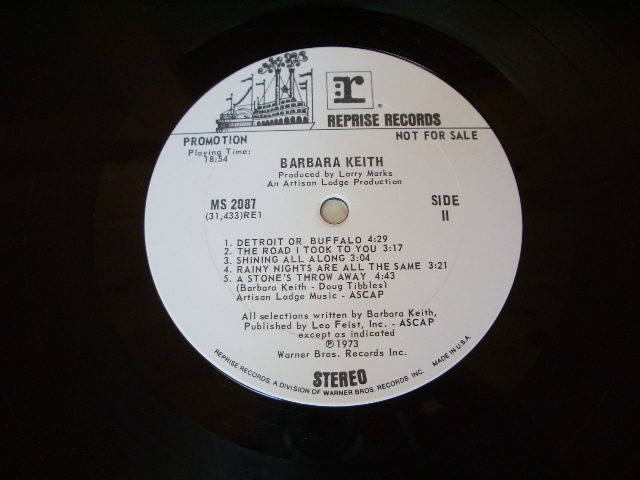 r
REPRISE RECORDS
PROMOTION
NOT FOR SALE
Playing Time:
18:54
BARBARA KEITH
Produced by Larry Marks
An Artisan Lodge Production
MS 2087
(31,433)RE1
SIDE
II
1. DETROIT OR BUFFALO 4:29
2. THE ROAD I TOOK TO YOU 3:17
3. SHINING ALL ALONG 3:04
4. RAINY NIGHTS ARE ALL THE SAME 3:21
5. A STONE'S THROW AWAY 4:43
(Barbara Keith - Doug Tibbles)
Artisan Lodge Music - ASCAP
All selections written by Barbara Keith,
Published by Leo Feist, Inc. - ASCAP
except as indicated
℗ 1973
Warner Bros. Records Inc.
STEREO
REPRISE RECORDS, A DIVISION OF WARNER BROS. RECORDS INC.
MADE IN U.S.A.